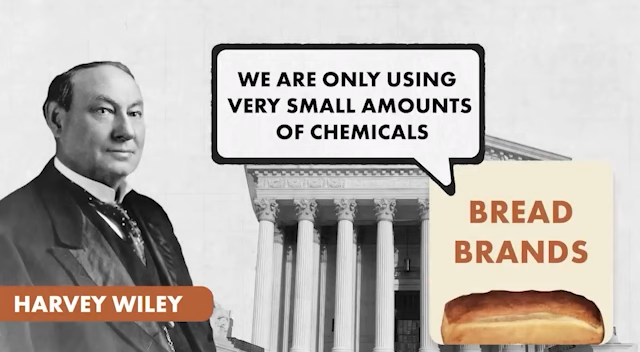 WE ARE ONLY USING
VERY SMALL AMOUNTS
OF CHEMICALS
BREAD
BRANDS
HARVEY WILEY